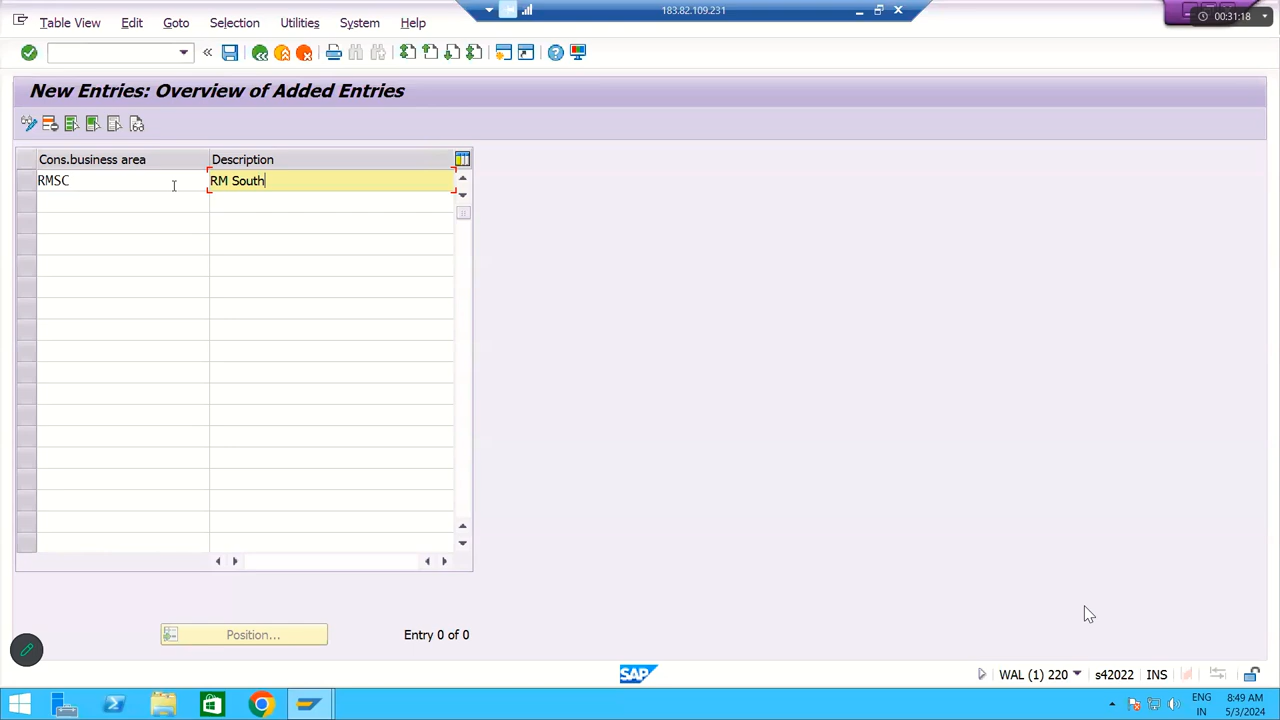 183.82.109.231
00:31:18
Table View Edit Goto Selection Utilities System Help
New Entries: Overview of Added Entries
Cons.business area Description
RMSC RM South
Position... Entry 0 of 0
SAP WAL (1) 220 s42022 INS
ENG 8:49 AM
IN 5/3/2024